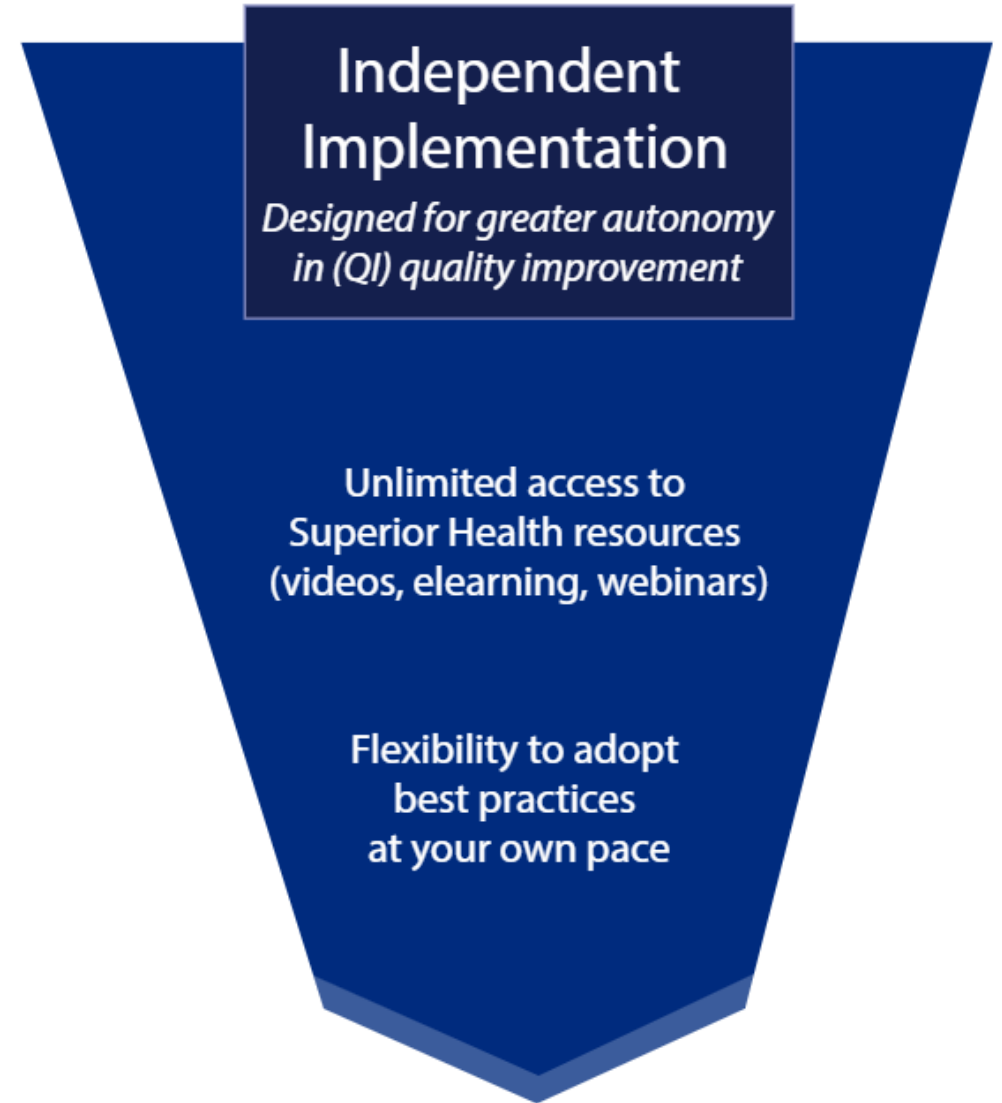 Independent
Implementation
Designed for greater autonomy
in (QI) quality improvement
Unlimited access to
Superior Health resources
(videos, elearning, webinars)
Flexibility to adopt
best practices
at your own pace